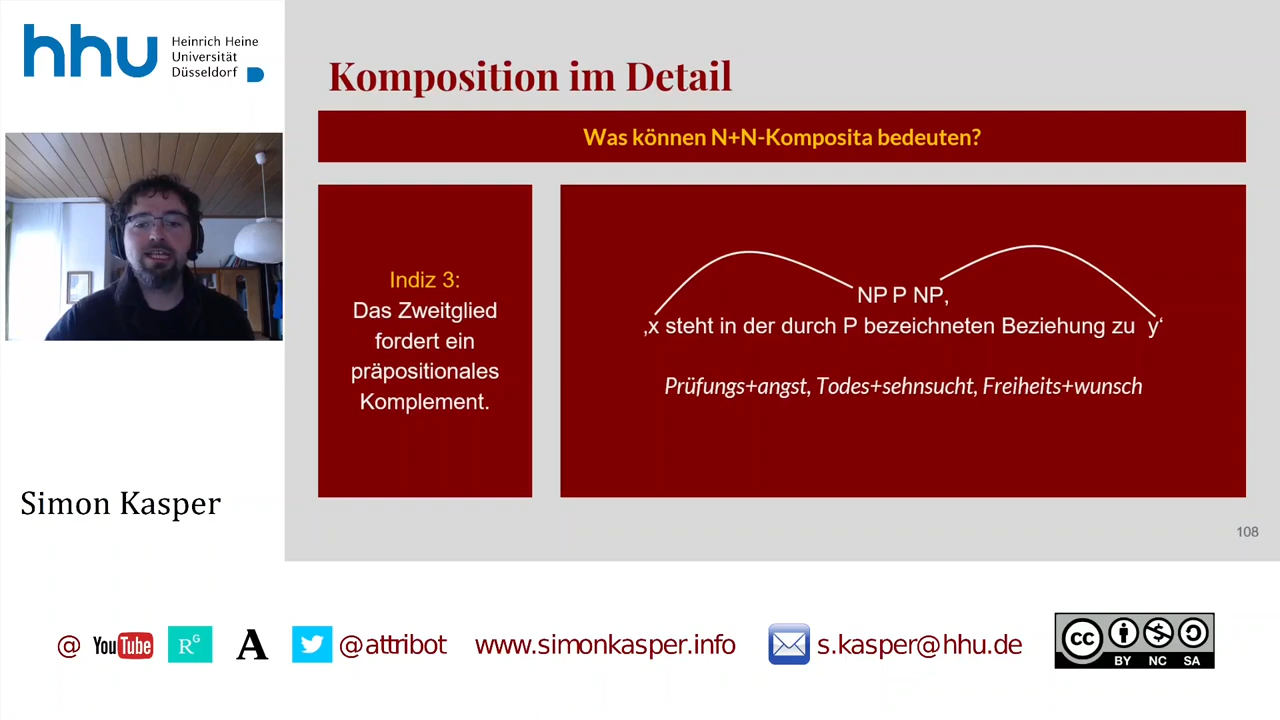 hhu
Heinrich Heine
Universität
Düsseldorf
Komposition im Detail
Was können N+N-Komposita bedeuten?
Indiz 3:
Das Zweitglied
fordert ein
präpositionales
Komplement.
NP P NP,
‚x steht in der durch P bezeichneten Beziehung zu y‘
Prüfungs+angst, Todes+sehnsucht, Freiheits+wunsch
Simon Kasper
108
@ YouTube RG A @attribot www.simonkasper.info s.kasper@hhu.de
cc BY NC SA